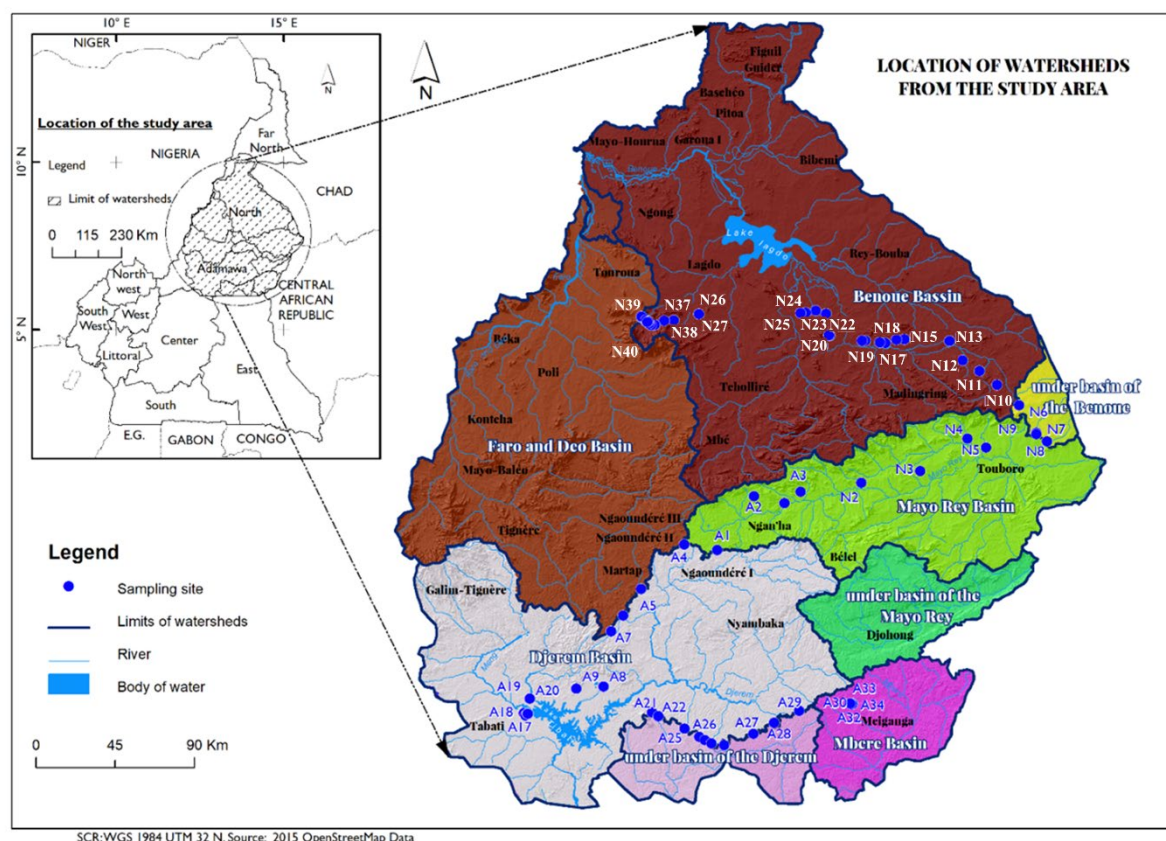 10° E
15° E
NIGER
N
Location of the study area
Legend
Limit of watersheds
0 115 230 Km
10° N
5° N
NIGERIA
Far
North
CHAD
North
Adamawa
CENTRAL
AFRICAN
REPUBLIC
North
west
South
West
West
Littoral
Center
East
South
E.G.
GABON
CONGO
N
LOCATION OF WATERSHEDS
FROM THE STUDY AREA
Figuil
Guider
Baschéo
Pitoa
Mayo-Hourna
Garoua I
Bibemi
Benoue
Ngong
Lake lagdo
Lagdo
Rey-Bouba
Touroua
Benoue Bassin
N39
N37
N26
N24
N38
N27
N25
N23
N22
N18
N15
N13
N40
N20
N19
N17
N12
Béka
Poli
Tcholliré
Madingring
N11
N10
under basin of
the Benoue
Kontcha
Faro and Deo Basin
Mbé
N4
N9
N6
N7
N5
N8
Mayo-Baléo
Touboro
N3
Mayo Rey
A3
N2
A2
Mayo Rey Basin
Tignère
Ngaoundéré III
Ngan'ha
Ngaoundéré II
A4
A1
Bélel
Martap
Ngaoundéré I
Galim-Tignère
A5
under basin of the
Mayo Rey
Nyambaka
Djohong
A7
Djerem Basin
Meng
A9
A8
Djerem
A19
A20
A21
A22
A29
A33
A30
A34
A32
A18
A17
Tabati
A26
A27
A25
A28
Meiganga
under basin of the Djerem
Mbere Basin
Legend
Sampling site
Limits of watersheds
River
Body of water
0 45 90 Km
SCR:WGS 1984 UTM 32 N, Source: 2015 OpenStreetMap Data